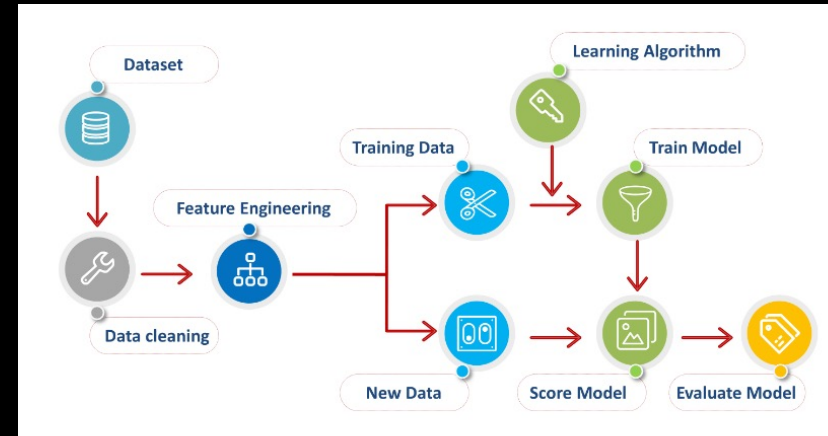 Dataset
Learning Algorithm
Training Data
Train Model
Feature Engineering
Data cleaning
New Data
Score Model
Evaluate Model